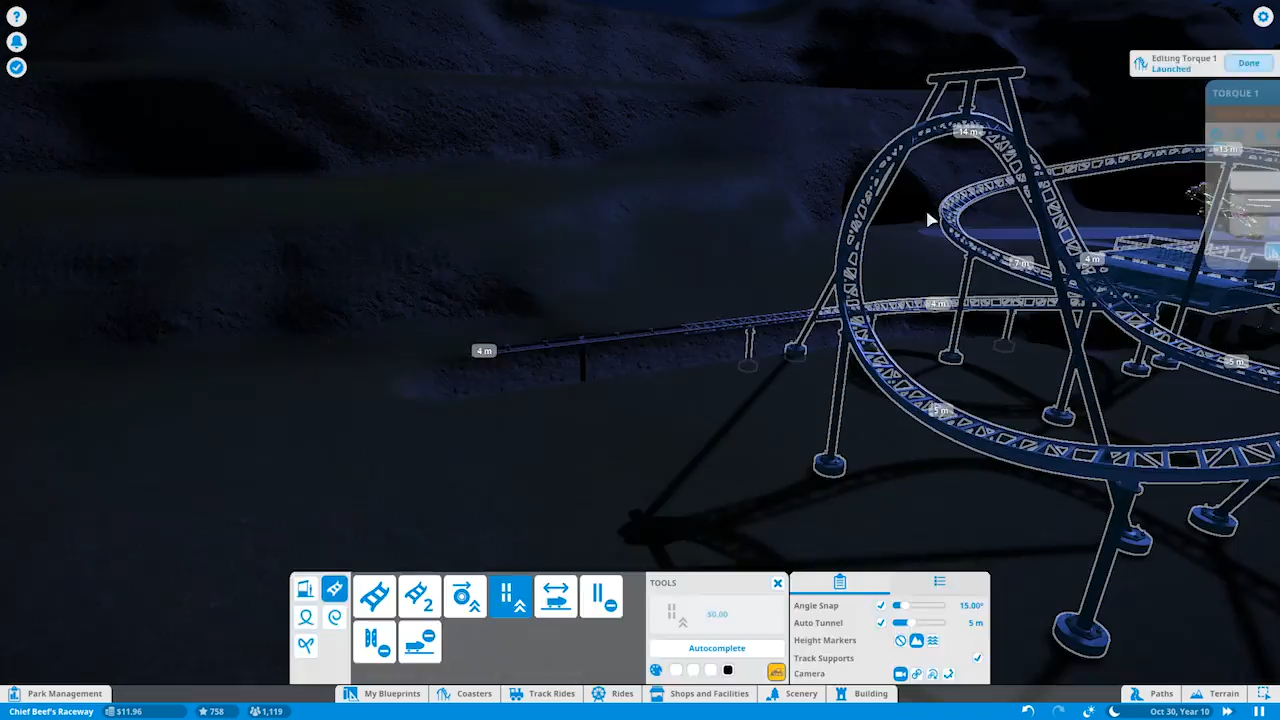 Editing Torque 1
Launched
Done
TORQUE 1
14 m
13 m
7 m
4 m
4 m
4 m
5 m
5 m
2
TOOLS
$0.00
Autocomplete
Angle Snap
15.00°
Auto Tunnel
5 m
Height Markers
Track Supports
Camera
Park Management
My Blueprints
Coasters
Track Rides
Rides
Shops and Facilities
Scenery
Building
Paths
Terrain
Chief Beef's Raceway
$11.96
758
1,119
Oct 30, Year 10